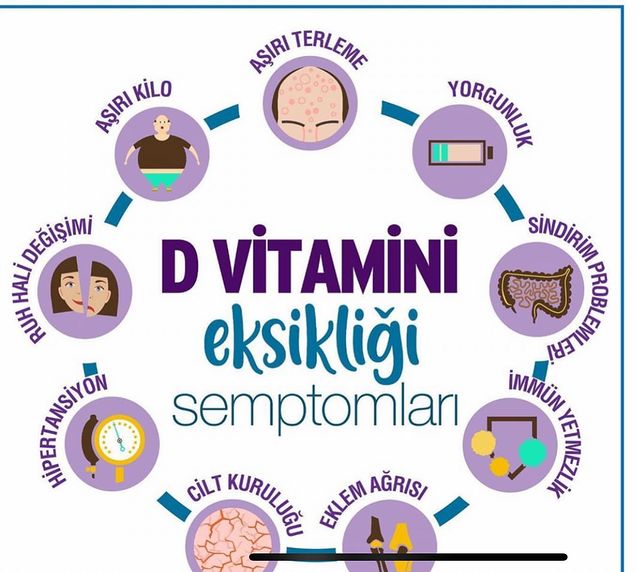 AŞIRI TERLEME
YORGUNLUK
SİNDİRİM PROBLEMLERİ
İMMÜN YETMEZLİK
EKLEM AĞRISI
CİLT KURULUĞU
HİPERTANSİYON
RUH HALİ DEĞİŞİMİ
AŞIRI KİLO
D VİTAMİNİ
eksikliği
semptomları